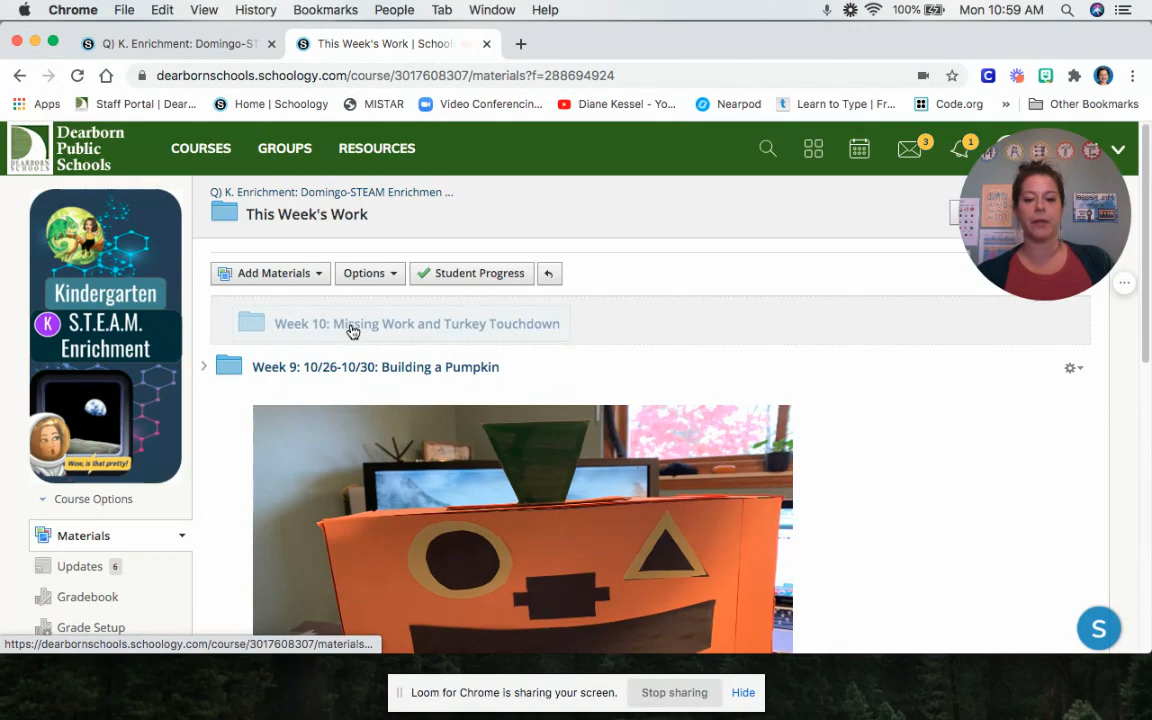 Chrome File Edit View History Bookmarks People Tab Window Help 100% Mon 10:59 AM
Q) K. Enrichment: Domingo-ST This Week's Work | Schoo
dearbornschools.schoology.com/course/3017608307/materials?f=288694924
Apps Staff Portal | Dear... Home | Schoology MISTAR Video Conferencin... Diane Kessel - Yo... Nearpod Learn to Type | Fr... Code.org » Other Bookmarks
Dearborn
Public
Schools
COURSES GROUPS RESOURCES 3 1
Q) K. Enrichment: Domingo-STEAM Enrichmen ...
This Week's Work
Add Materials Options Student Progress
Week 10: Missing Work and Turkey Touchdown
Week 9: 10/26-10/30: Building a Pumpkin
Kindergarten
K S.T.E.A.M.
Enrichment
Wow, is that pretty!
Course Options
Materials
Updates 6
Gradebook
Grade Setup
https://dearbornschools.schoology.com/course/3017608307/materials...
S
Loom for Chrome is sharing your screen. Stop sharing Hide